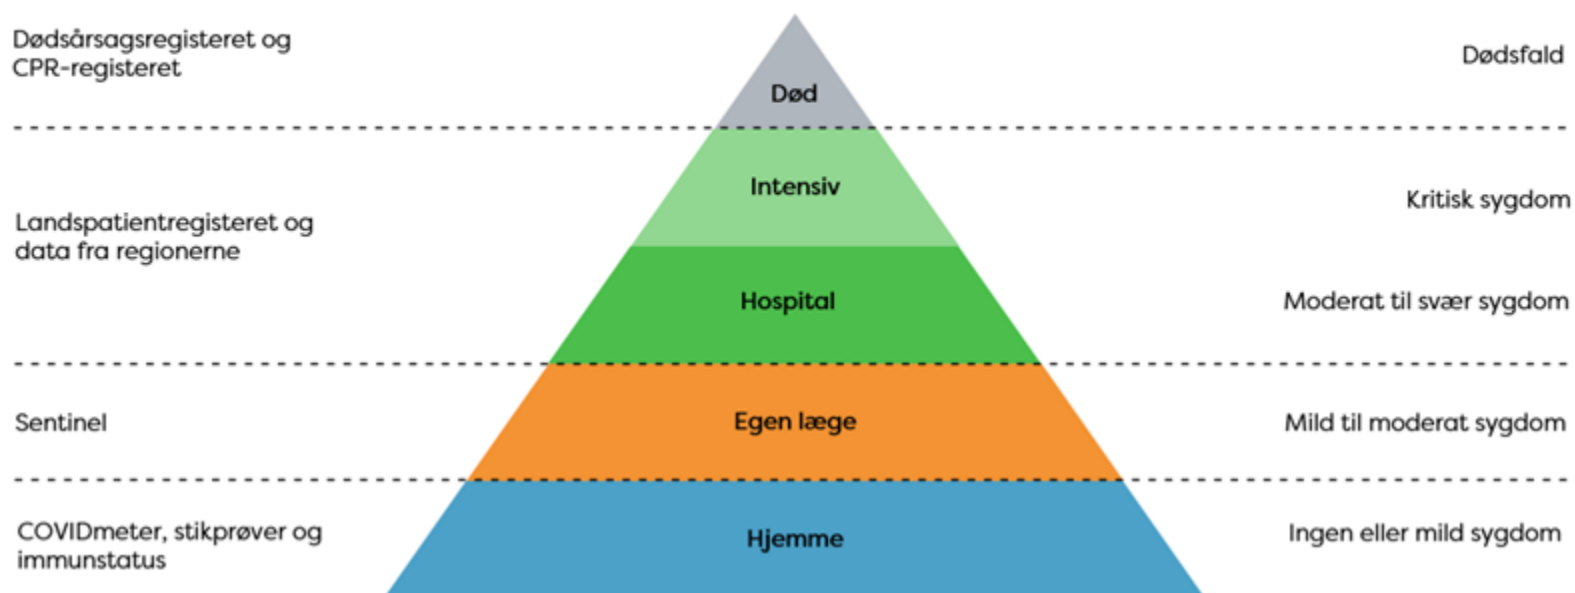 Dødsårsagsregisteret og
CPR-registeret
Død
Dødsfald
Landspatientregisteret og
data fra regionerne
Intensiv
Kritisk sygdom
Hospital
Moderat til svær sygdom
Sentinel
Egen læge
Mild til moderat sygdom
COVIDmeter, stikprøver og
immunstatus
Hjemme
Ingen eller mild sygdom